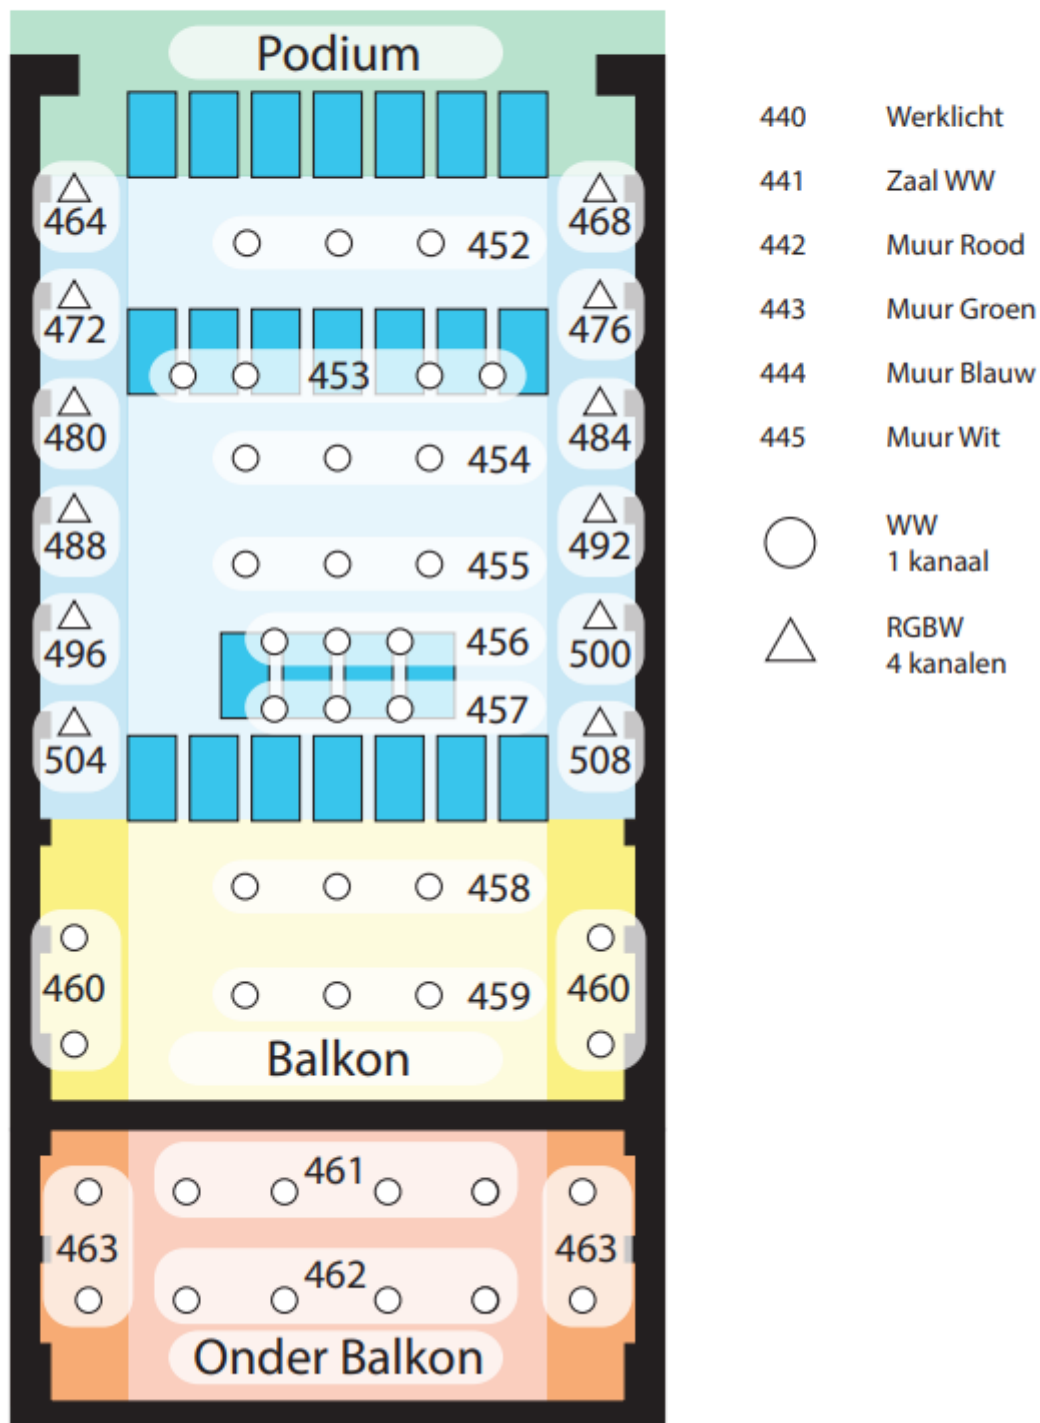 Podium
464
468
452
472
476
453
480
484
454
488
492
455
496
456
500
457
504
508
458
460
460
459
Balkon
461
463
463
462
Onder Balkon
440 Werklicht
441 Zaal WW
442 Muur Rood
443 Muur Groen
444 Muur Blauw
445 Muur Wit
WW
1 kanaal
RGBW
4 kanalen